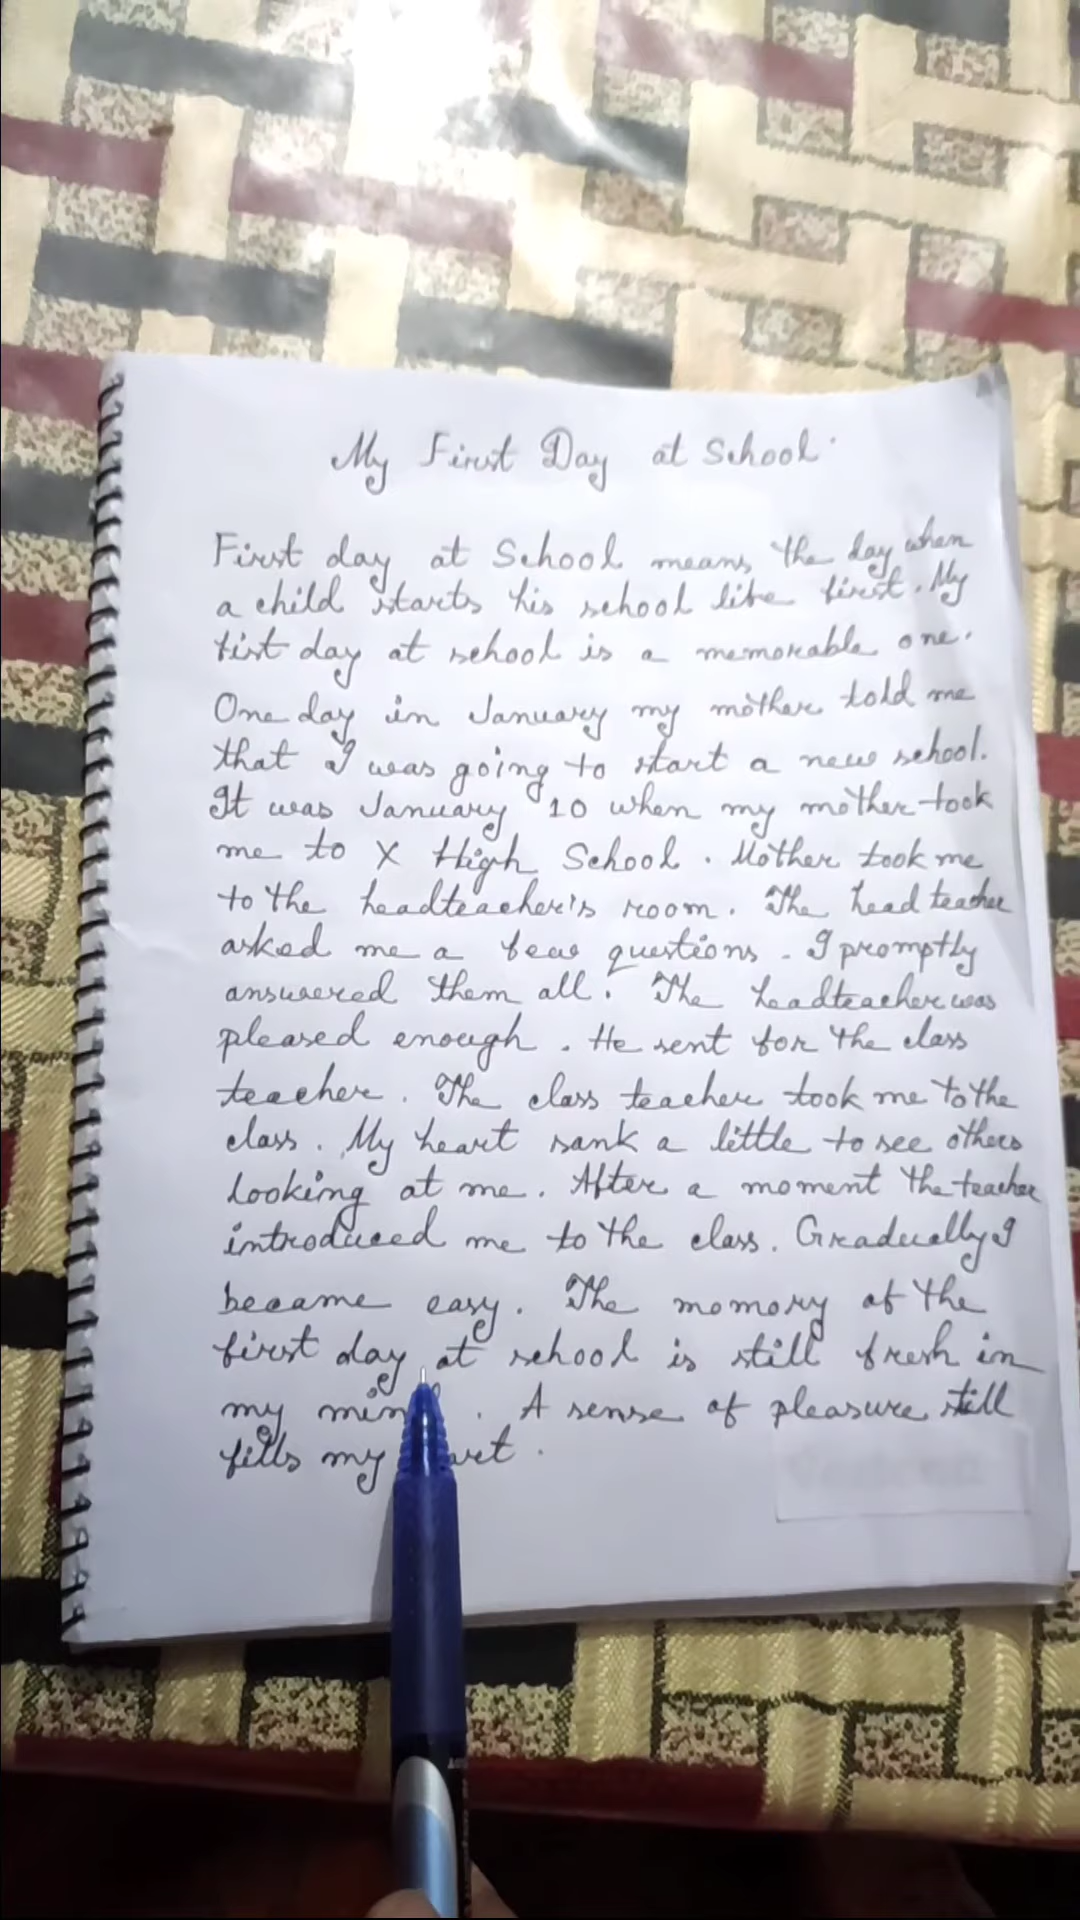 My First Day at School.
First day at School means the day when
a child starts his school life first. My
first day at school is a memorable one.
One day in January my mother told me
that I was going to start a new school.
It was January 10 when my mother took
me to X High School. Mother took me
to the headteacher's room. The head teacher
asked me a few questions. I promptly
answered them all. The headteacher was
pleased enough. He sent for the class
teacher. The class teacher took me to the
class. My heart sank a little to see others
looking at me. After a moment the teacher
introduced me to the class. Gradually I
became easy. The momory of the
first day at school is still fresh in
my . A sense of pleasure still
fills my .